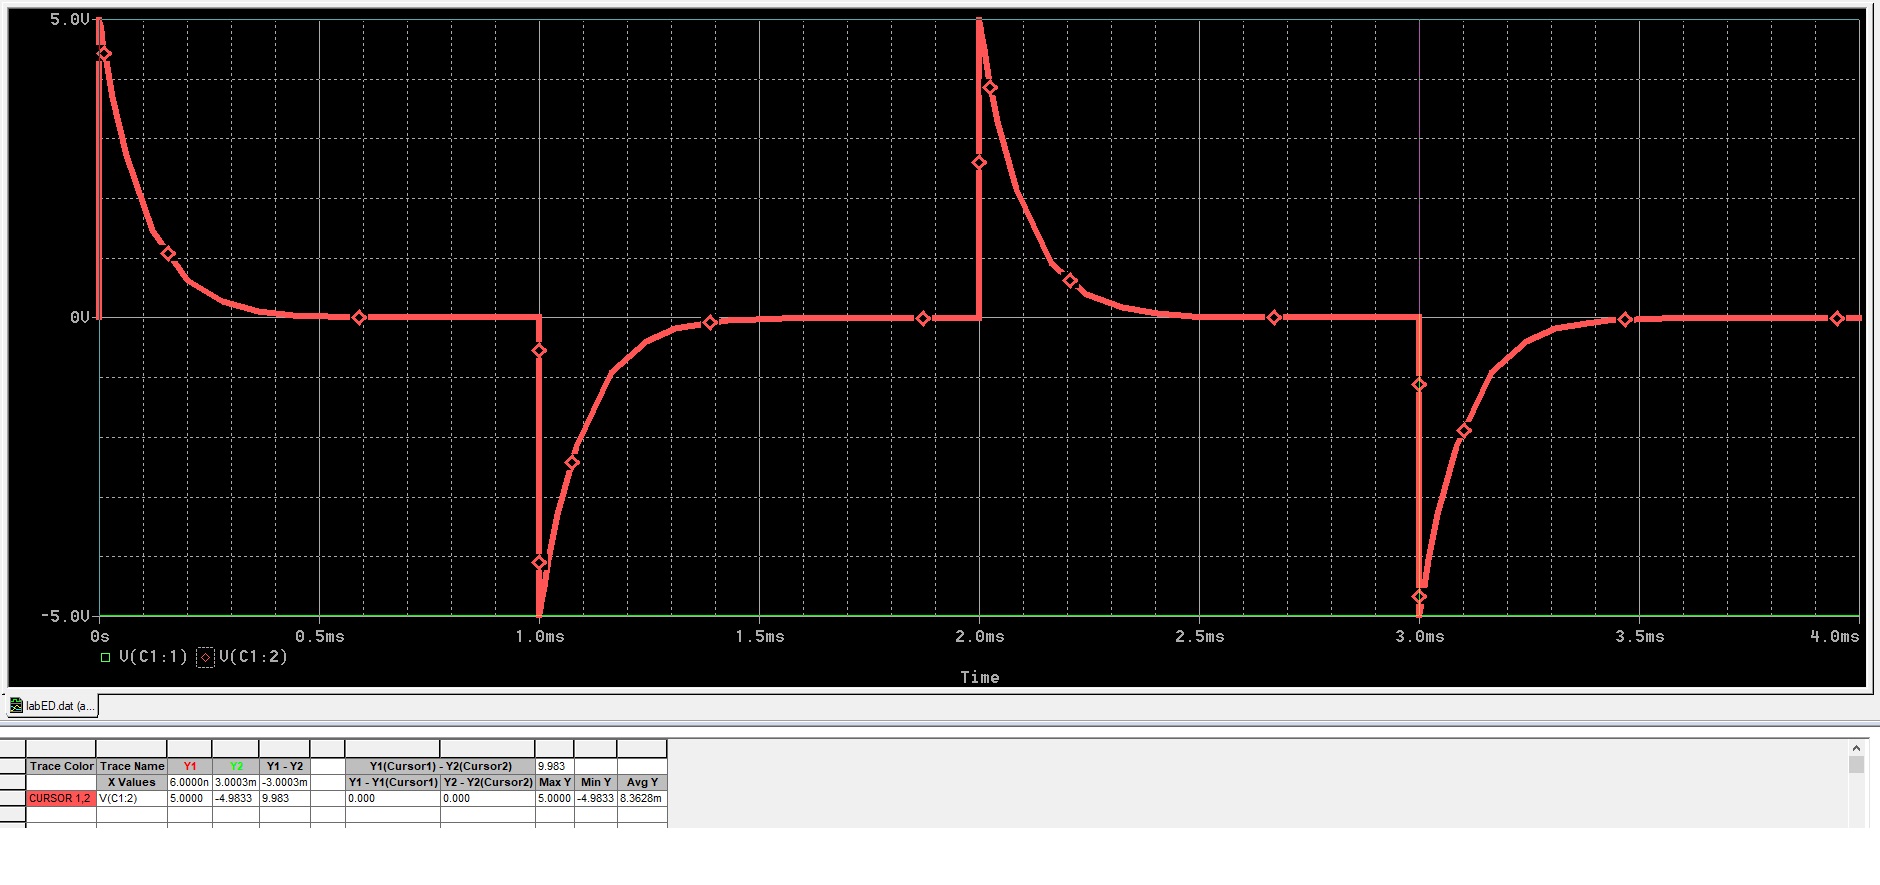 5.0V
0V
-5.0V
0s 0.5ms 1.0ms 1.5ms 2.0ms 2.5ms 3.0ms 3.5ms 4.0ms
V(C1:1) V(C1:2)
Time
labED.dat (a...
Trace Color Trace Name Y1 Y2 Y1 - Y2 Y1(Cursor1) - Y2(Cursor2) 9.983
X Values 6.0000n 3.0003m -3.0003m Y1 - Y1(Cursor1) Y2 - Y2(Cursor2) Max Y Min Y Avg Y
CURSOR 1,2 V(C1:2) 5.0000 -4.9833 9.983 0.000 0.000 5.0000 -4.9833 8.3628m